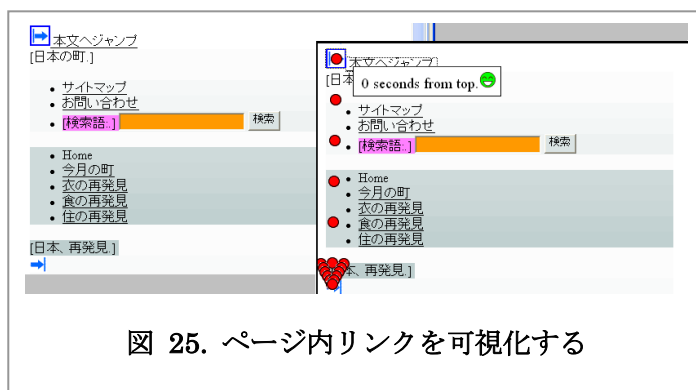 本文へジャンプ
[日本の町.]
サイトマップ
お問い合わせ
[検索語:.] 検索
Home
今月の町
衣の再発見
食の再発見
住の再発見
[日本、再発見.]
本文へジャンプ
[日本
0 seconds from top.
サイトマップ
お問い合わせ
[検索語:.] 検索
Home
今月の町
衣の再発見
食の再発見
住の再発見
本、再発見.]
図 25. ページ内リンクを可視化する